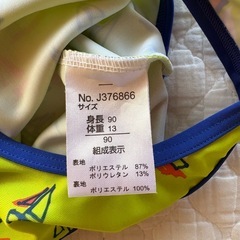 No. J376866
サイズ
身長 90
体重 13
90
組成表示
表地
ポリエステル 87%
ポリウレタン 13%
裏地
ポリエステル 100%